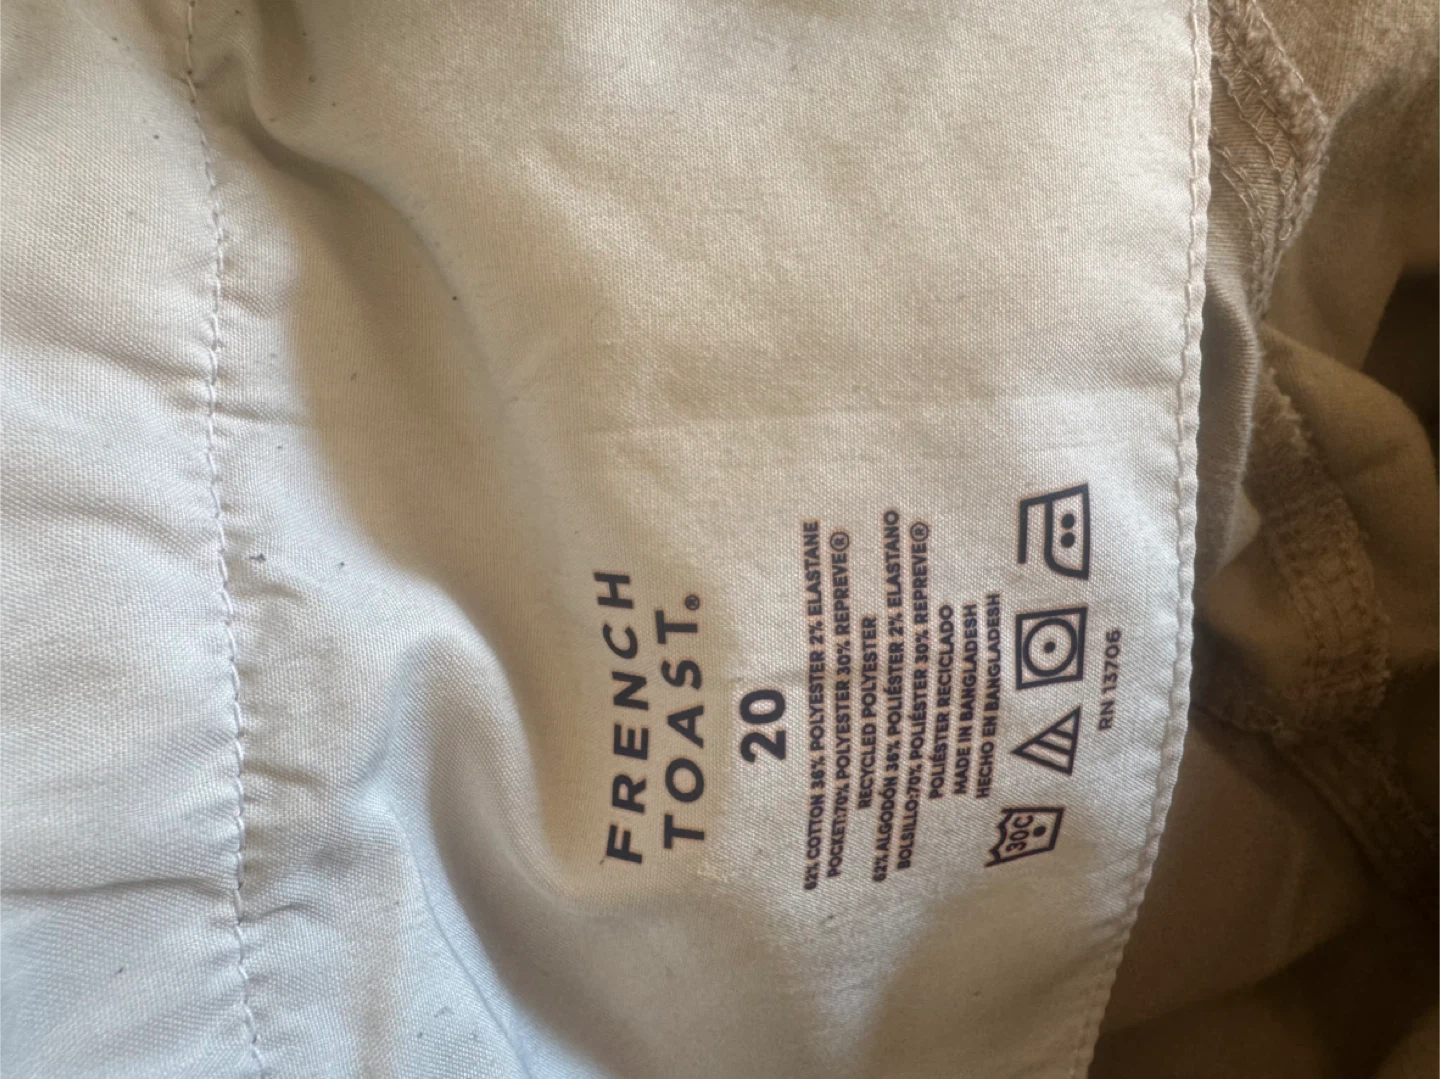 FRENCH
TOAST®
20
62% COTTON 36% POLYESTER 2% ELASTANE
POCKET:70% POLYESTER 30% REPREVE®
RECYCLED POLYESTER
62% ALGODÓN 36% POLIÉSTER 2% ELASTANO
BOLSILLO:70% POLIÉSTER 30% REPREVE®
POLIÉSTER RECICLADO
MADE IN BANGLADESH
HECHO EN BANGLADESH
30C
RN 13706